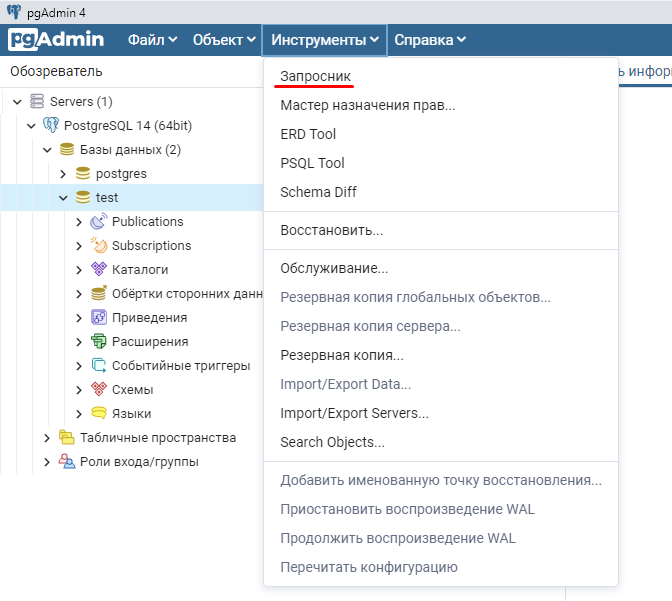 pgAdmin 4
pgAdmin Файл Объект Инструменты Справка
Обозреватель
Servers (1)
PostgreSQL 14 (64bit)
Базы данных (2)
postgres
test
Publications
Subscriptions
Каталоги
Обёртки сторонних данн
Приведения
Расширения
Событийные триггеры
Схемы
Языки
Табличные пространства
Роли входа/группы
Запросник
Мастер назначения прав...
ERD Tool
PSQL Tool
Schema Diff
Восстановить...
Обслуживание...
Резервная копия глобальных объектов...
Резервная копия сервера...
Резервная копия...
Import/Export Data...
Import/Export Servers...
Search Objects...
Добавить именованную точку восстановления...
Приостановить воспроизведение WAL
Продолжить воспроизведение WAL
Перечитать конфигурацию
ь инфор